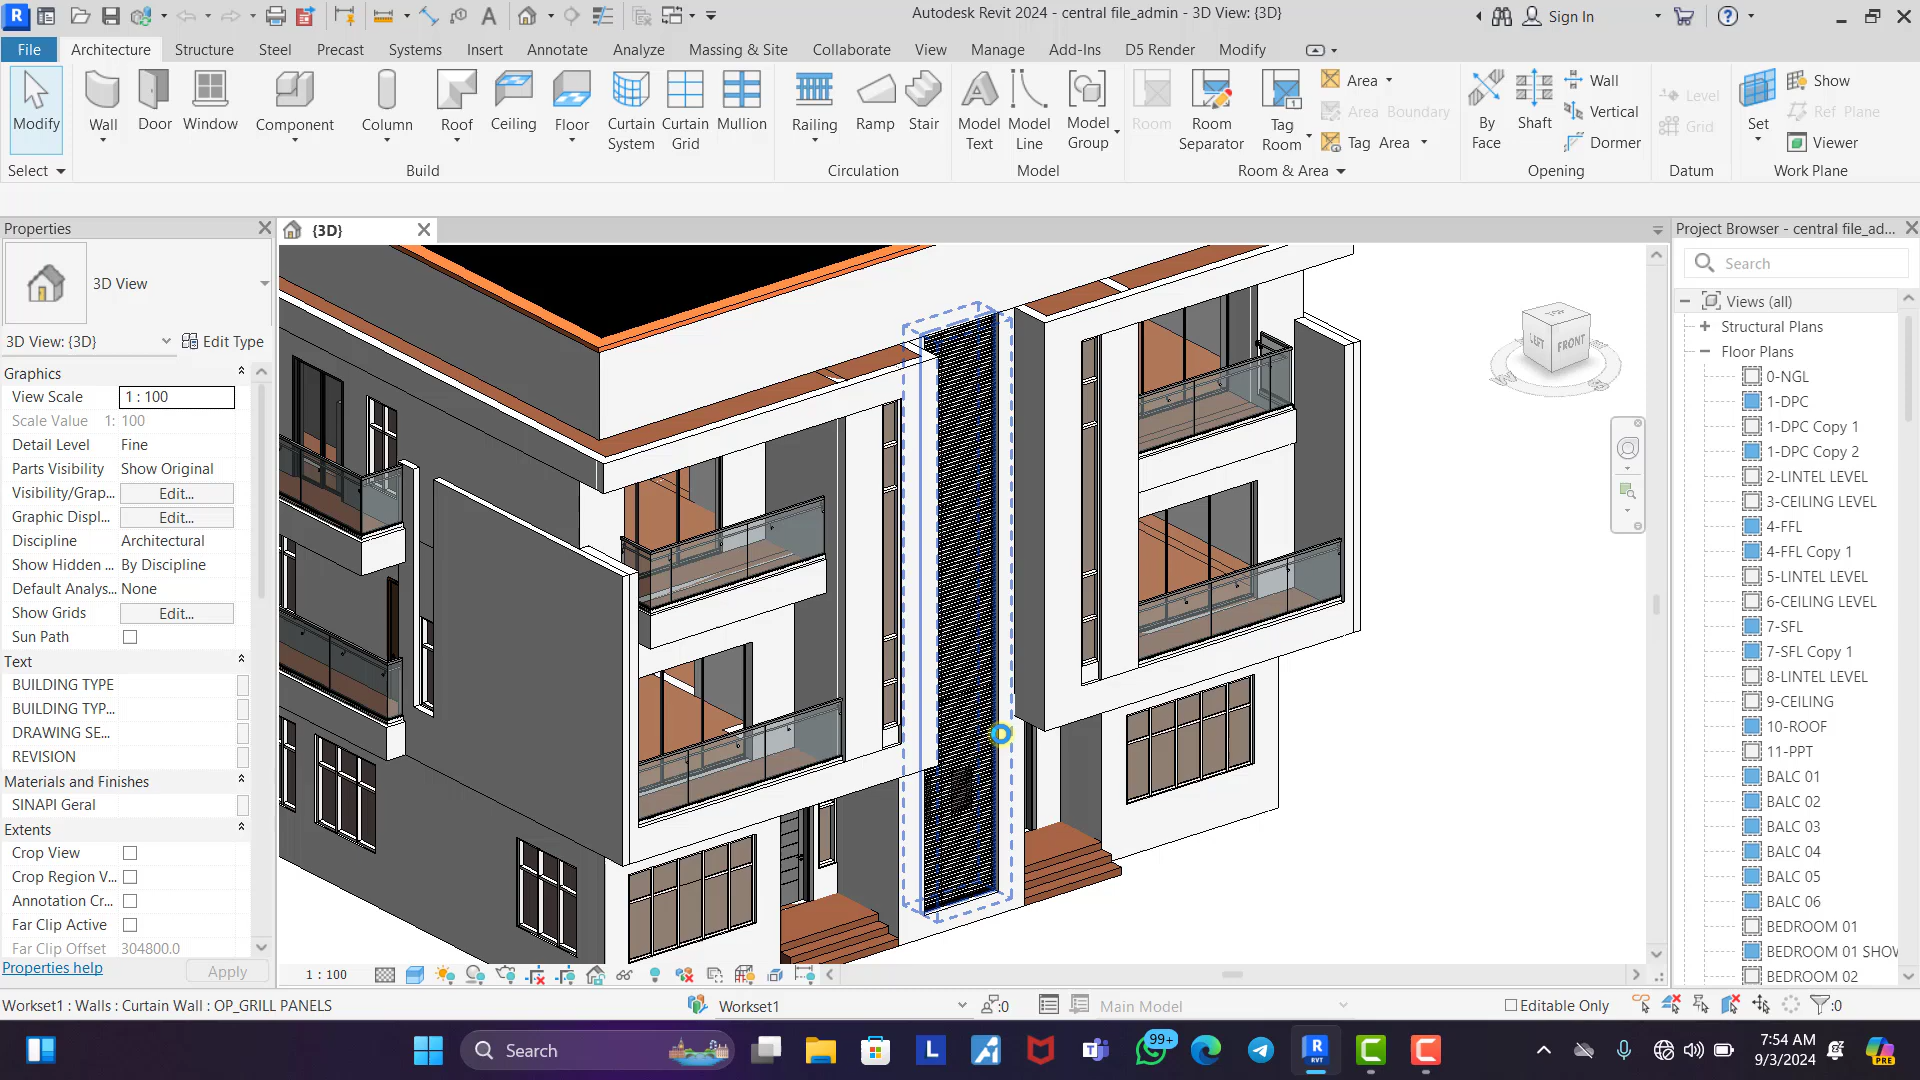 Autodesk Revit 2024 - central file_admin - 3D View: {3D}
Sign In
File Architecture Structure Steel Precast Systems Insert Annotate Analyze Massing & Site Collaborate View Manage Add-Ins D5 Render Modify
Modify
Wall
Door
Window
Component
Column
Roof
Ceiling
Floor
Curtain System
Curtain Grid
Mullion
Railing
Ramp
Stair
Model Text
Model Line
Model Group
Room
Room Separator
Tag Room
Area
Area Boundary
Tag Area
By Face
Shaft
Wall
Vertical
Dormer
Level
Grid
Set
Show
Ref Plane
Viewer
Select
Build
Circulation
Model
Room & Area
Opening
Datum
Work Plane
Properties
{3D}
Project Browser - central file_ad...
3D View
3D View: {3D}
Edit Type
Graphics
View Scale 1 : 100
Scale Value 1: 100
Detail Level Fine
Parts Visibility Show Original
Visibility/Grap... Edit...
Graphic Displ... Edit...
Discipline Architectural
Show Hidden ... By Discipline
Default Analys... None
Show Grids Edit...
Sun Path
Text
BUILDING TYPE
BUILDING TYP...
DRAWING SE...
REVISION
Materials and Finishes
SINAPI Geral
Extents
Crop View
Crop Region V...
Annotation Cr...
Far Clip Active
Far Clip Offset 304800.0
Properties help
Apply
TOP
LEFT
FRONT
W
S
Search
Views (all)
Structural Plans
Floor Plans
0-NGL
1-DPC
1-DPC Copy 1
1-DPC Copy 2
2-LINTEL LEVEL
3-CEILING LEVEL
4-FFL
4-FFL Copy 1
5-LINTEL LEVEL
6-CEILING LEVEL
7-SFL
7-SFL Copy 1
8-LINTEL LEVEL
9-CEILING
10-ROOF
11-PPT
BALC 01
BALC 02
BALC 03
BALC 04
BALC 05
BALC 06
BEDROOM 01
BEDROOM 01 SHOW
BEDROOM 02
1 : 100
Workset1 : Walls : Curtain Wall : OP_GRILL PANELS
Workset1
:0
Main Model
Editable Only
:0
Search
99+
7:54 AM
9/3/2024